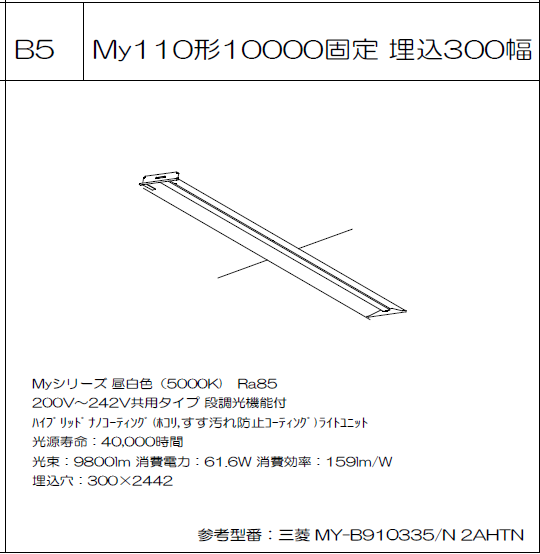 B5
My110形10000固定 埋込300幅
Myシリーズ 昼白色（5000K） Ra85
200V～242V共用タイプ 段調光機能付
ﾊｲﾌﾞﾘｯﾄﾞﾅﾉｺｰﾃｨﾝｸﾞ(ﾎｺﾘ,すす汚れ防止ｺｰﾃｨﾝｸﾞ)ﾗｲﾄﾕﾆｯﾄ
光源寿命：40,000時間
光束：9800lm 消費電力：61.6W 消費効率：159lm/W
埋込穴：300×2442
参考型番：三菱 MY-B910335/N 2AHTN